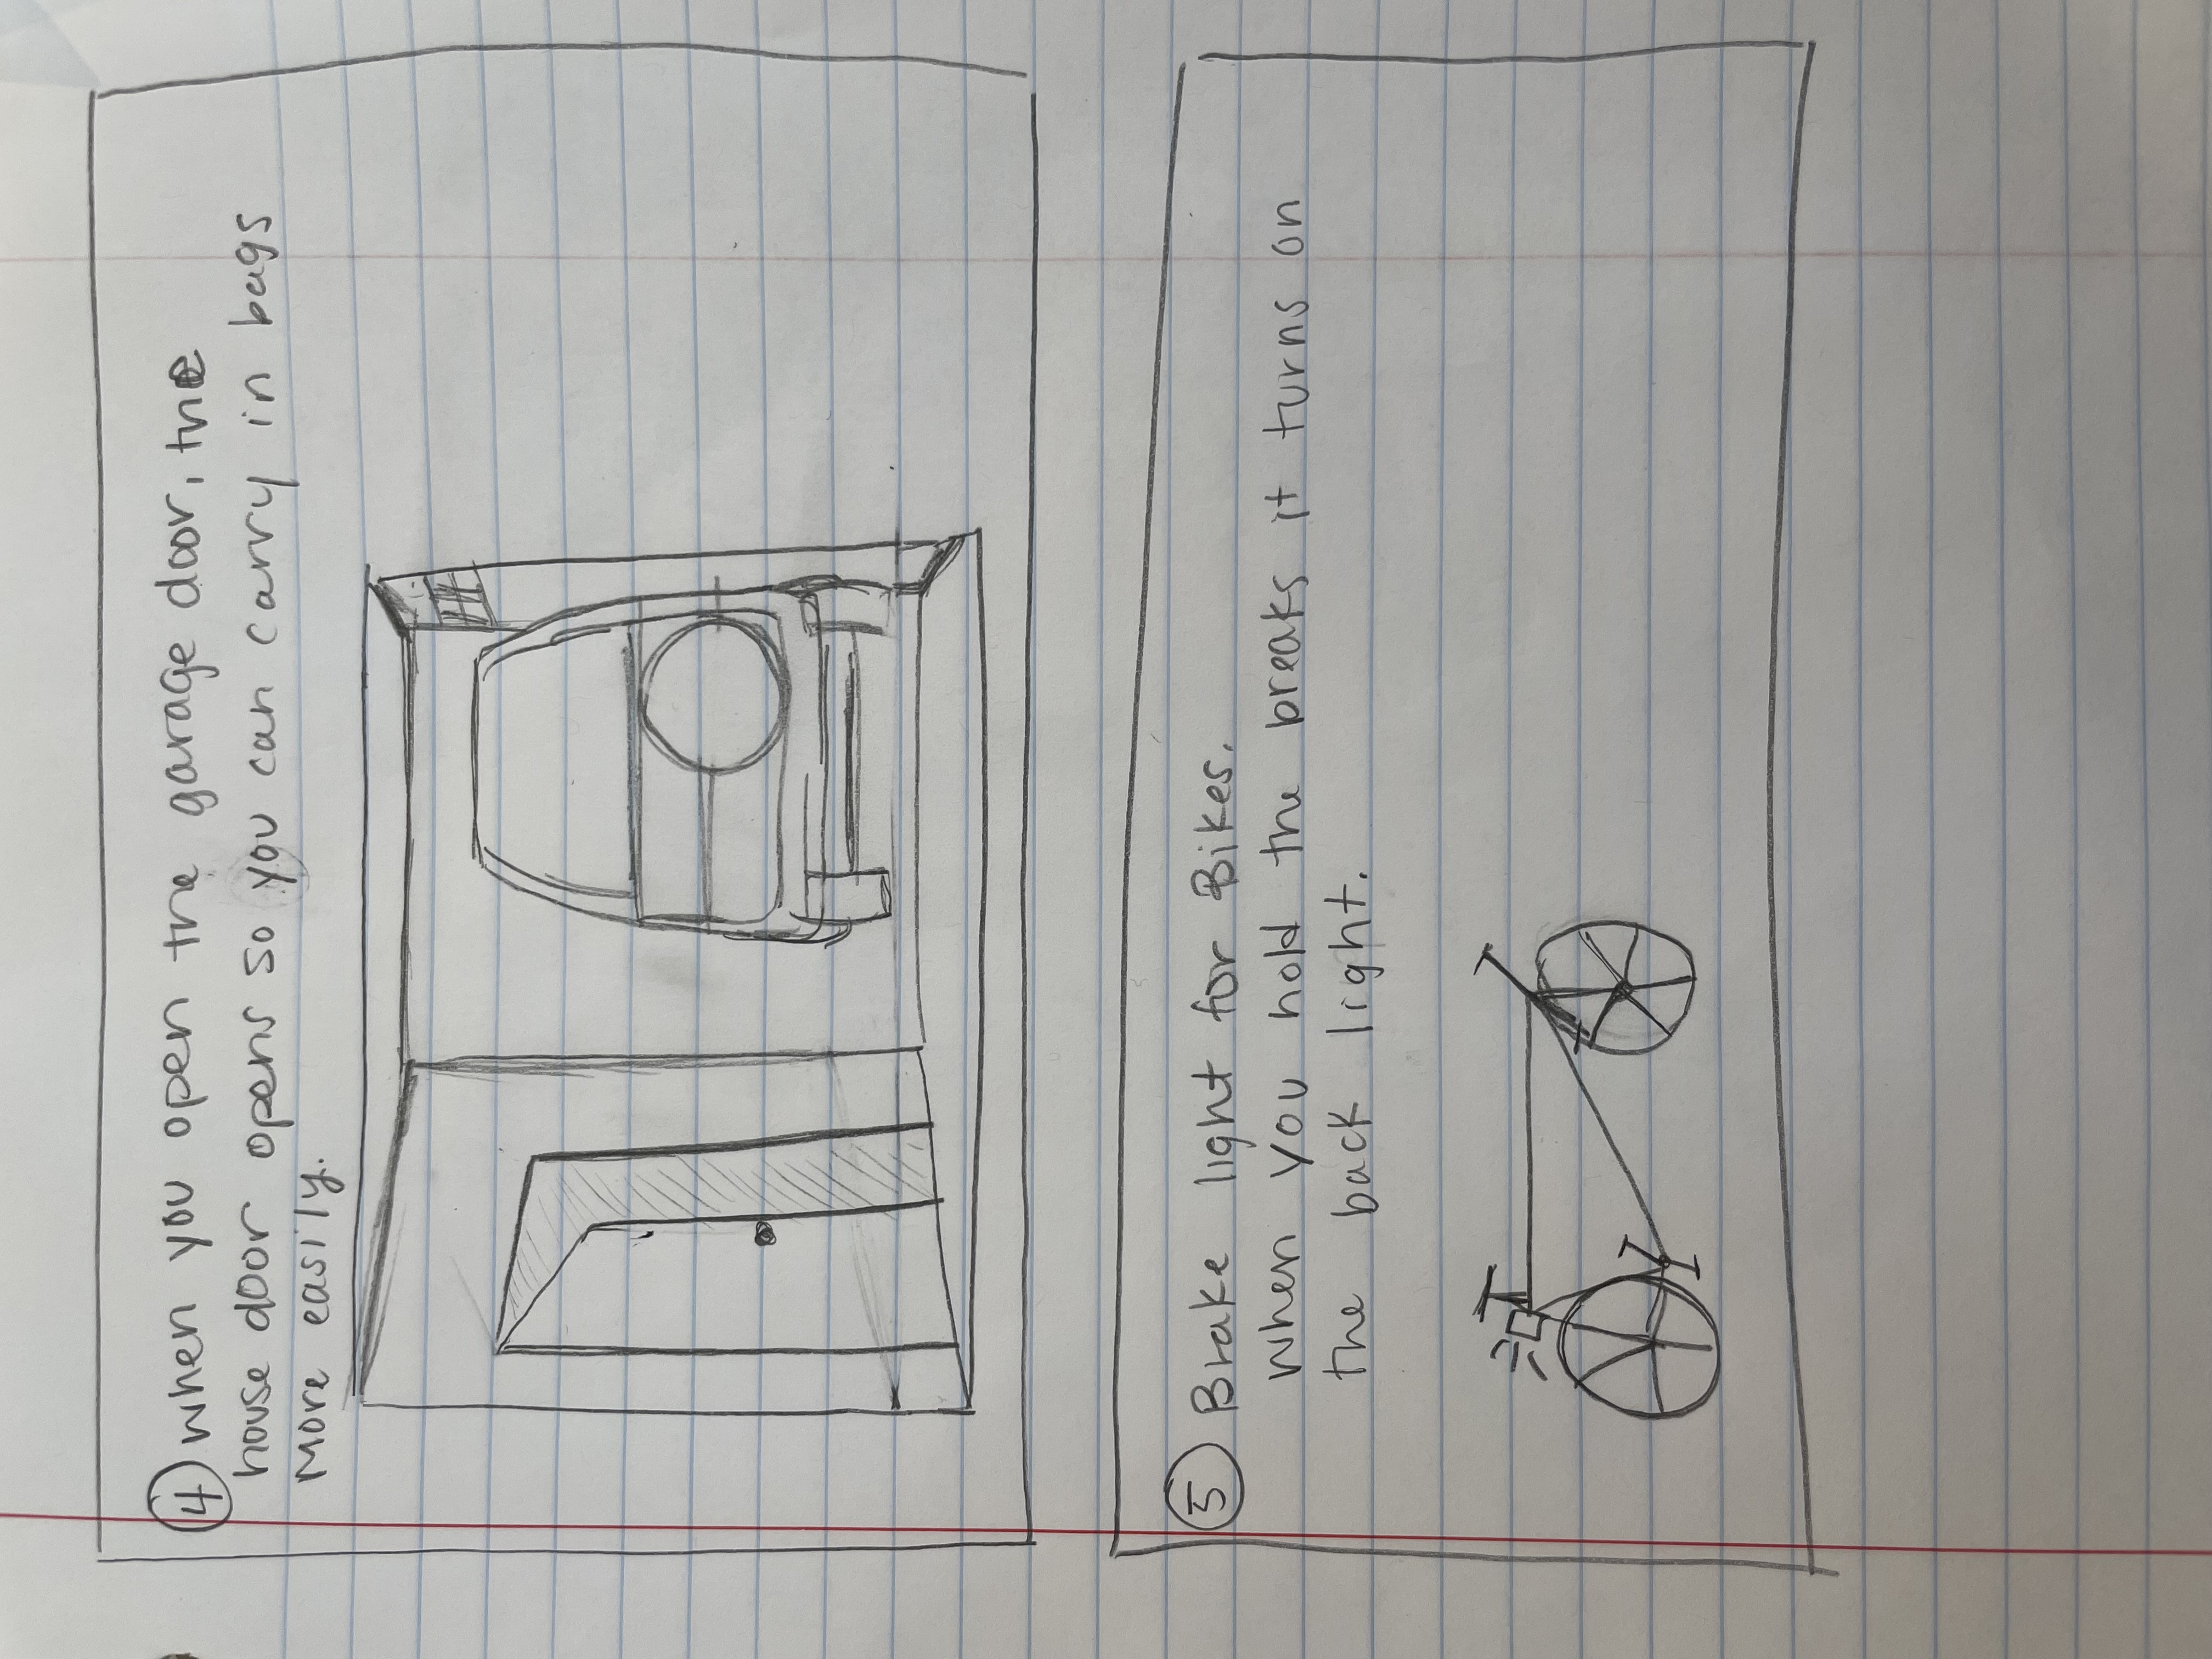 4 when you open the garage door, the
house door opens so you can carry in bags
more easily.
5 Brake light for Bikes.
when you hold the breaks it turns on
the back light.